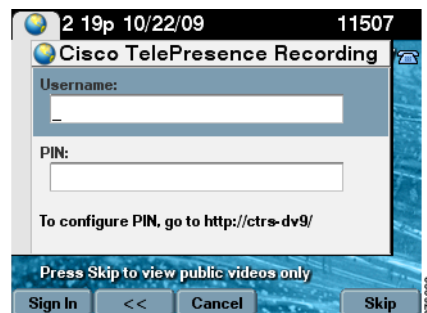 2 19p 10/22/09 11507
Cisco TelePresence Recording
Username:
_
PIN:
To configure PIN, go to http://ctrs-dv9/
Press Skip to view public videos only
Sign In << Cancel Skip